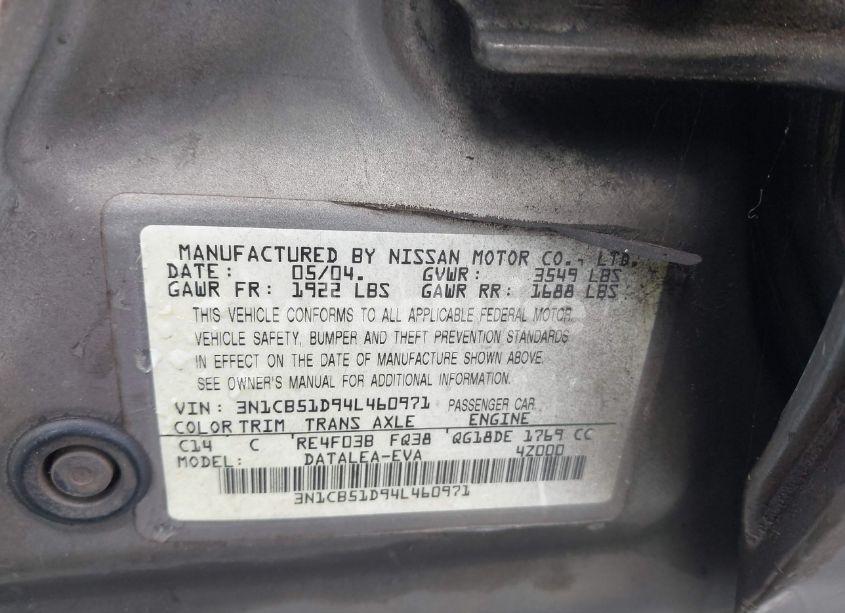 MANUFACTURED BY NISSAN MOTOR CO., LTD.
DATE: 05/04. GVWR: 3549 LBS
GAWR FR: 1922 LBS GAWR RR: 1688 LBS
THIS VEHICLE CONFORMS TO ALL APPLICABLE FEDERAL MOTOR
VEHICLE SAFETY, BUMPER AND THEFT PREVENTION STANDARDS
IN EFFECT ON THE DATE OF MANUFACTURE SHOWN ABOVE.
SEE OWNER'S MANUAL FOR ADDITIONAL INFORMATION.
VIN: 3N1CB51D94L460971 PASSENGER CAR
COLOR TRIM TRANS AXLE ENGINE
C14 C RE4F03B FQ38 QG18DE 1769 CC
MODEL: DATALEA-EVA 4Z000
3N1CB51D94L460971